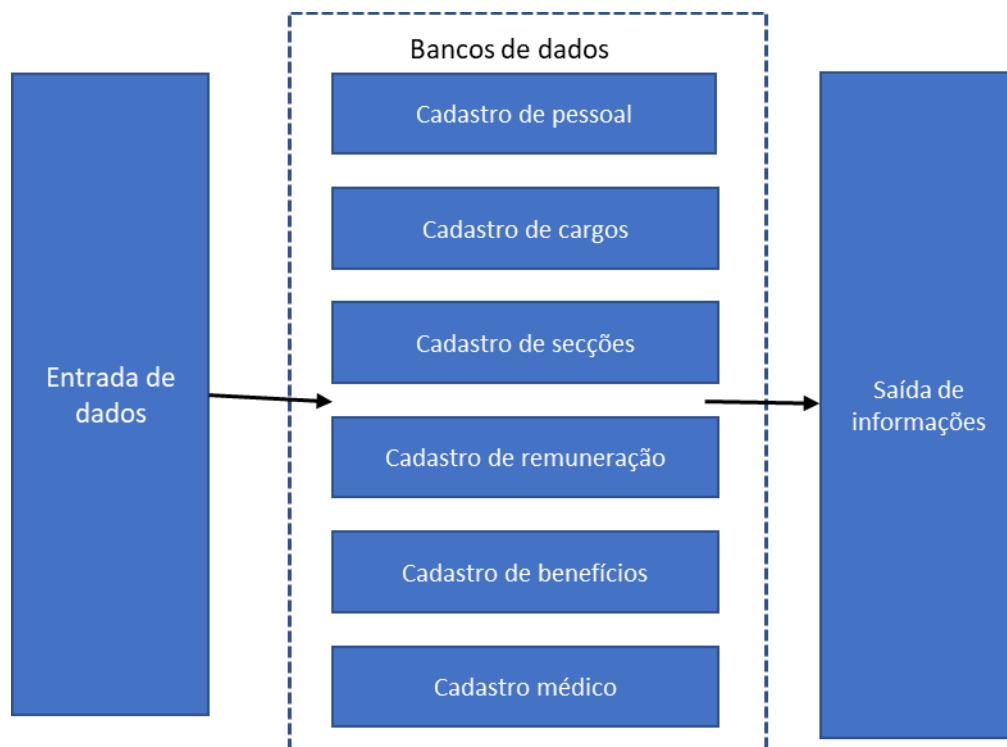 Bancos de dados
Cadastro de pessoal
Cadastro de cargos
Cadastro de secções
Entrada de
dados
Saída de
informações
Cadastro de remuneração
Cadastro de benefícios
Cadastro médico